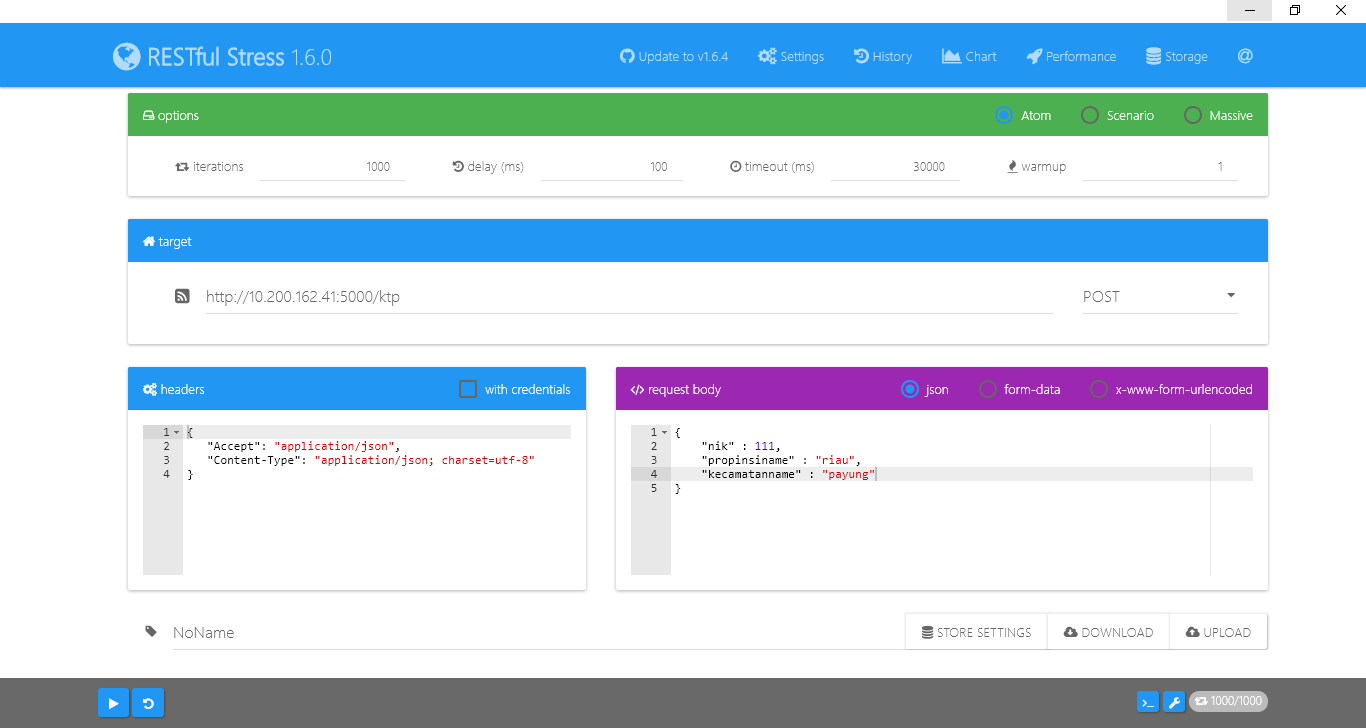 RESTful Stress 1.6.0
Update to v1.6.4 Settings History Chart Performance Storage @
options Atom Scenario Massive
iterations 1000 delay (ms) 100 timeout (ms) 30000 warmup 1
target
http://10.200.162.41:5000/ktp POST
headers with credentials
1 {
2 "Accept": "application/json",
3 "Content-Type": "application/json; charset=utf-8"
4 }
</> request body json form-data x-www-form-urlencoded
1 {
2 "nik" : 111,
3 "propinsiname" : "riau",
4 "kecamatanname" : "payung"
5 }
NoName STORE SETTINGS DOWNLOAD UPLOAD
>_ 1000/1000